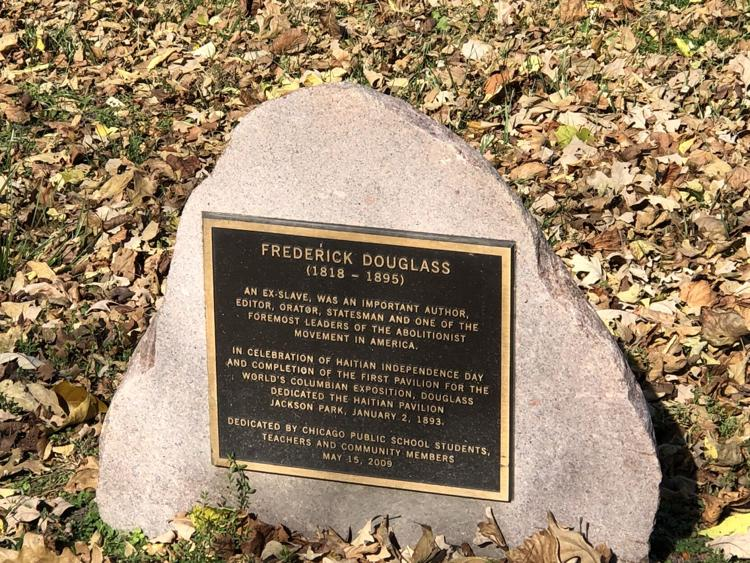 FREDERICK DOUGLASS
(1818 - 1895)
AN EX-SLAVE, WAS AN IMPORTANT AUTHOR,
EDITOR, ORATOR, STATESMAN AND ONE OF THE
FOREMOST LEADERS OF THE ABOLITIONIST
MOVEMENT IN AMERICA.
IN CELEBRATION OF HAITIAN INDEPENDENCE DAY
AND COMPLETION OF THE FIRST PAVILION FOR THE
WORLD'S COLUMBIAN EXPOSITION, DOUGLASS
DEDICATED THE HAITIAN PAVILION
JACKSON PARK, JANUARY 2, 1893.
DEDICATED BY CHICAGO PUBLIC SCHOOL STUDENTS,
TEACHERS AND COMMUNITY MEMBERS
MAY 15, 2009